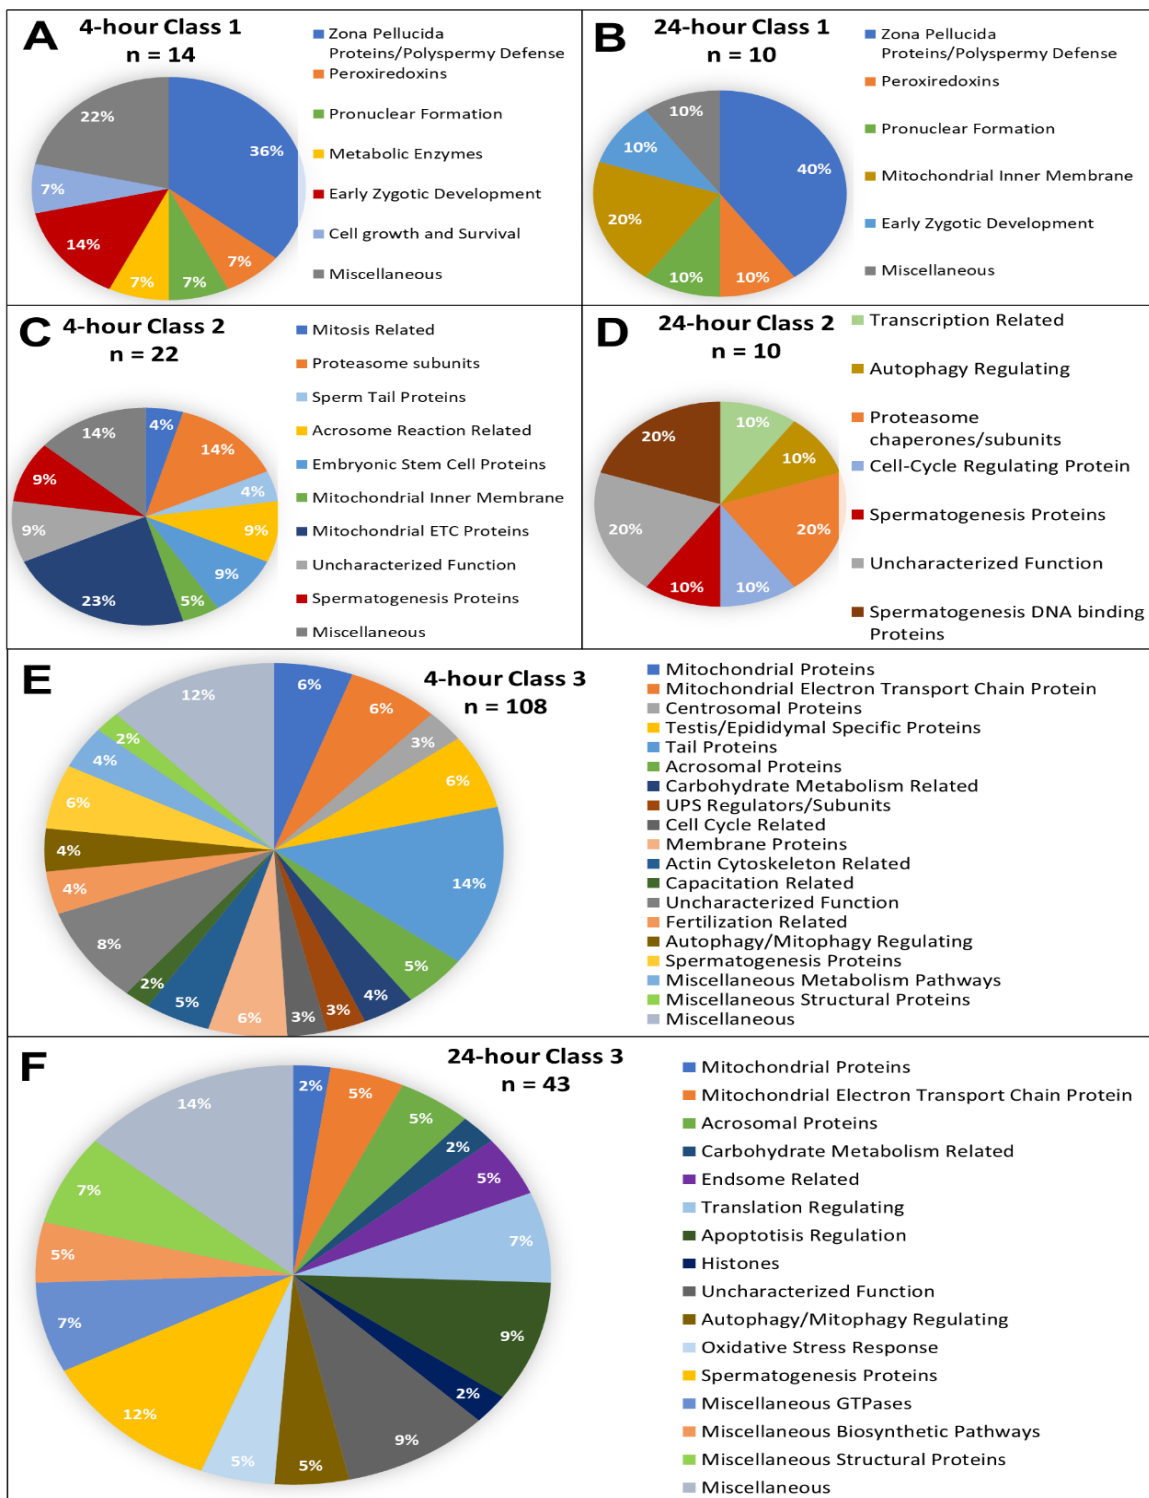 A
4-hour Class 1
n = 14
36%
7%
7%
7%
14%
7%
22%
Zona Pellucida
Proteins/Polyspermy Defense
Peroxiredoxins
Pronuclear Formation
Metabolic Enzymes
Early Zygotic Development
Cell growth and Survival
Miscellaneous
B
24-hour Class 1
n = 10
40%
10%
10%
20%
10%
10%
Zona Pellucida
Proteins/Polyspermy Defense
Peroxiredoxins
Pronuclear Formation
Mitochondrial Inner Membrane
Early Zygotic Development
Miscellaneous
C
4-hour Class 2
n = 22
4%
14%
4%
9%
9%
5%
23%
9%
9%
14%
Mitosis Related
Proteasome subunits
Sperm Tail Proteins
Acrosome Reaction Related
Embryonic Stem Cell Proteins
Mitochondrial Inner Membrane
Mitochondrial ETC Proteins
Uncharacterized Function
Spermatogenesis Proteins
Miscellaneous
D
24-hour Class 2
n = 10
10%
10%
20%
10%
10%
20%
20%
Transcription Related
Autophagy Regulating
Proteasome
chaperones/subunits
Cell-Cycle Regulating Protein
Spermatogenesis Proteins
Uncharacterized Function
Spermatogenesis DNA binding
Proteins
E
4-hour Class 3
n = 108
6%
6%
3%
6%
14%
5%
4%
3%
3%
6%
5%
2%
8%
4%
4%
6%
4%
2%
12%
Mitochondrial Proteins
Mitochondrial Electron Transport Chain Protein
Centrosomal Proteins
Testis/Epididymal Specific Proteins
Tail Proteins
Acrosomal Proteins
Carbohydrate Metabolism Related
UPS Regulators/Subunits
Cell Cycle Related
Membrane Proteins
Actin Cytoskeleton Related
Capacitation Related
Uncharacterized Function
Fertilization Related
Autophagy/Mitophagy Regulating
Spermatogenesis Proteins
Miscellaneous Metabolism Pathways
Miscellaneous Structural Proteins
Miscellaneous
F
24-hour Class 3
n = 43
2%
5%
5%
2%
5%
7%
9%
2%
9%
5%
5%
12%
7%
5%
7%
14%
Mitochondrial Proteins
Mitochondrial Electron Transport Chain Protein
Acrosomal Proteins
Carbohydrate Metabolism Related
Endsome Related
Translation Regulating
Apoptotisis Regulation
Histones
Uncharacterized Function
Autophagy/Mitophagy Regulating
Oxidative Stress Response
Spermatogenesis Proteins
Miscellaneous GTPases
Miscellaneous Biosynthetic Pathways
Miscellaneous Structural Proteins
Miscellaneous